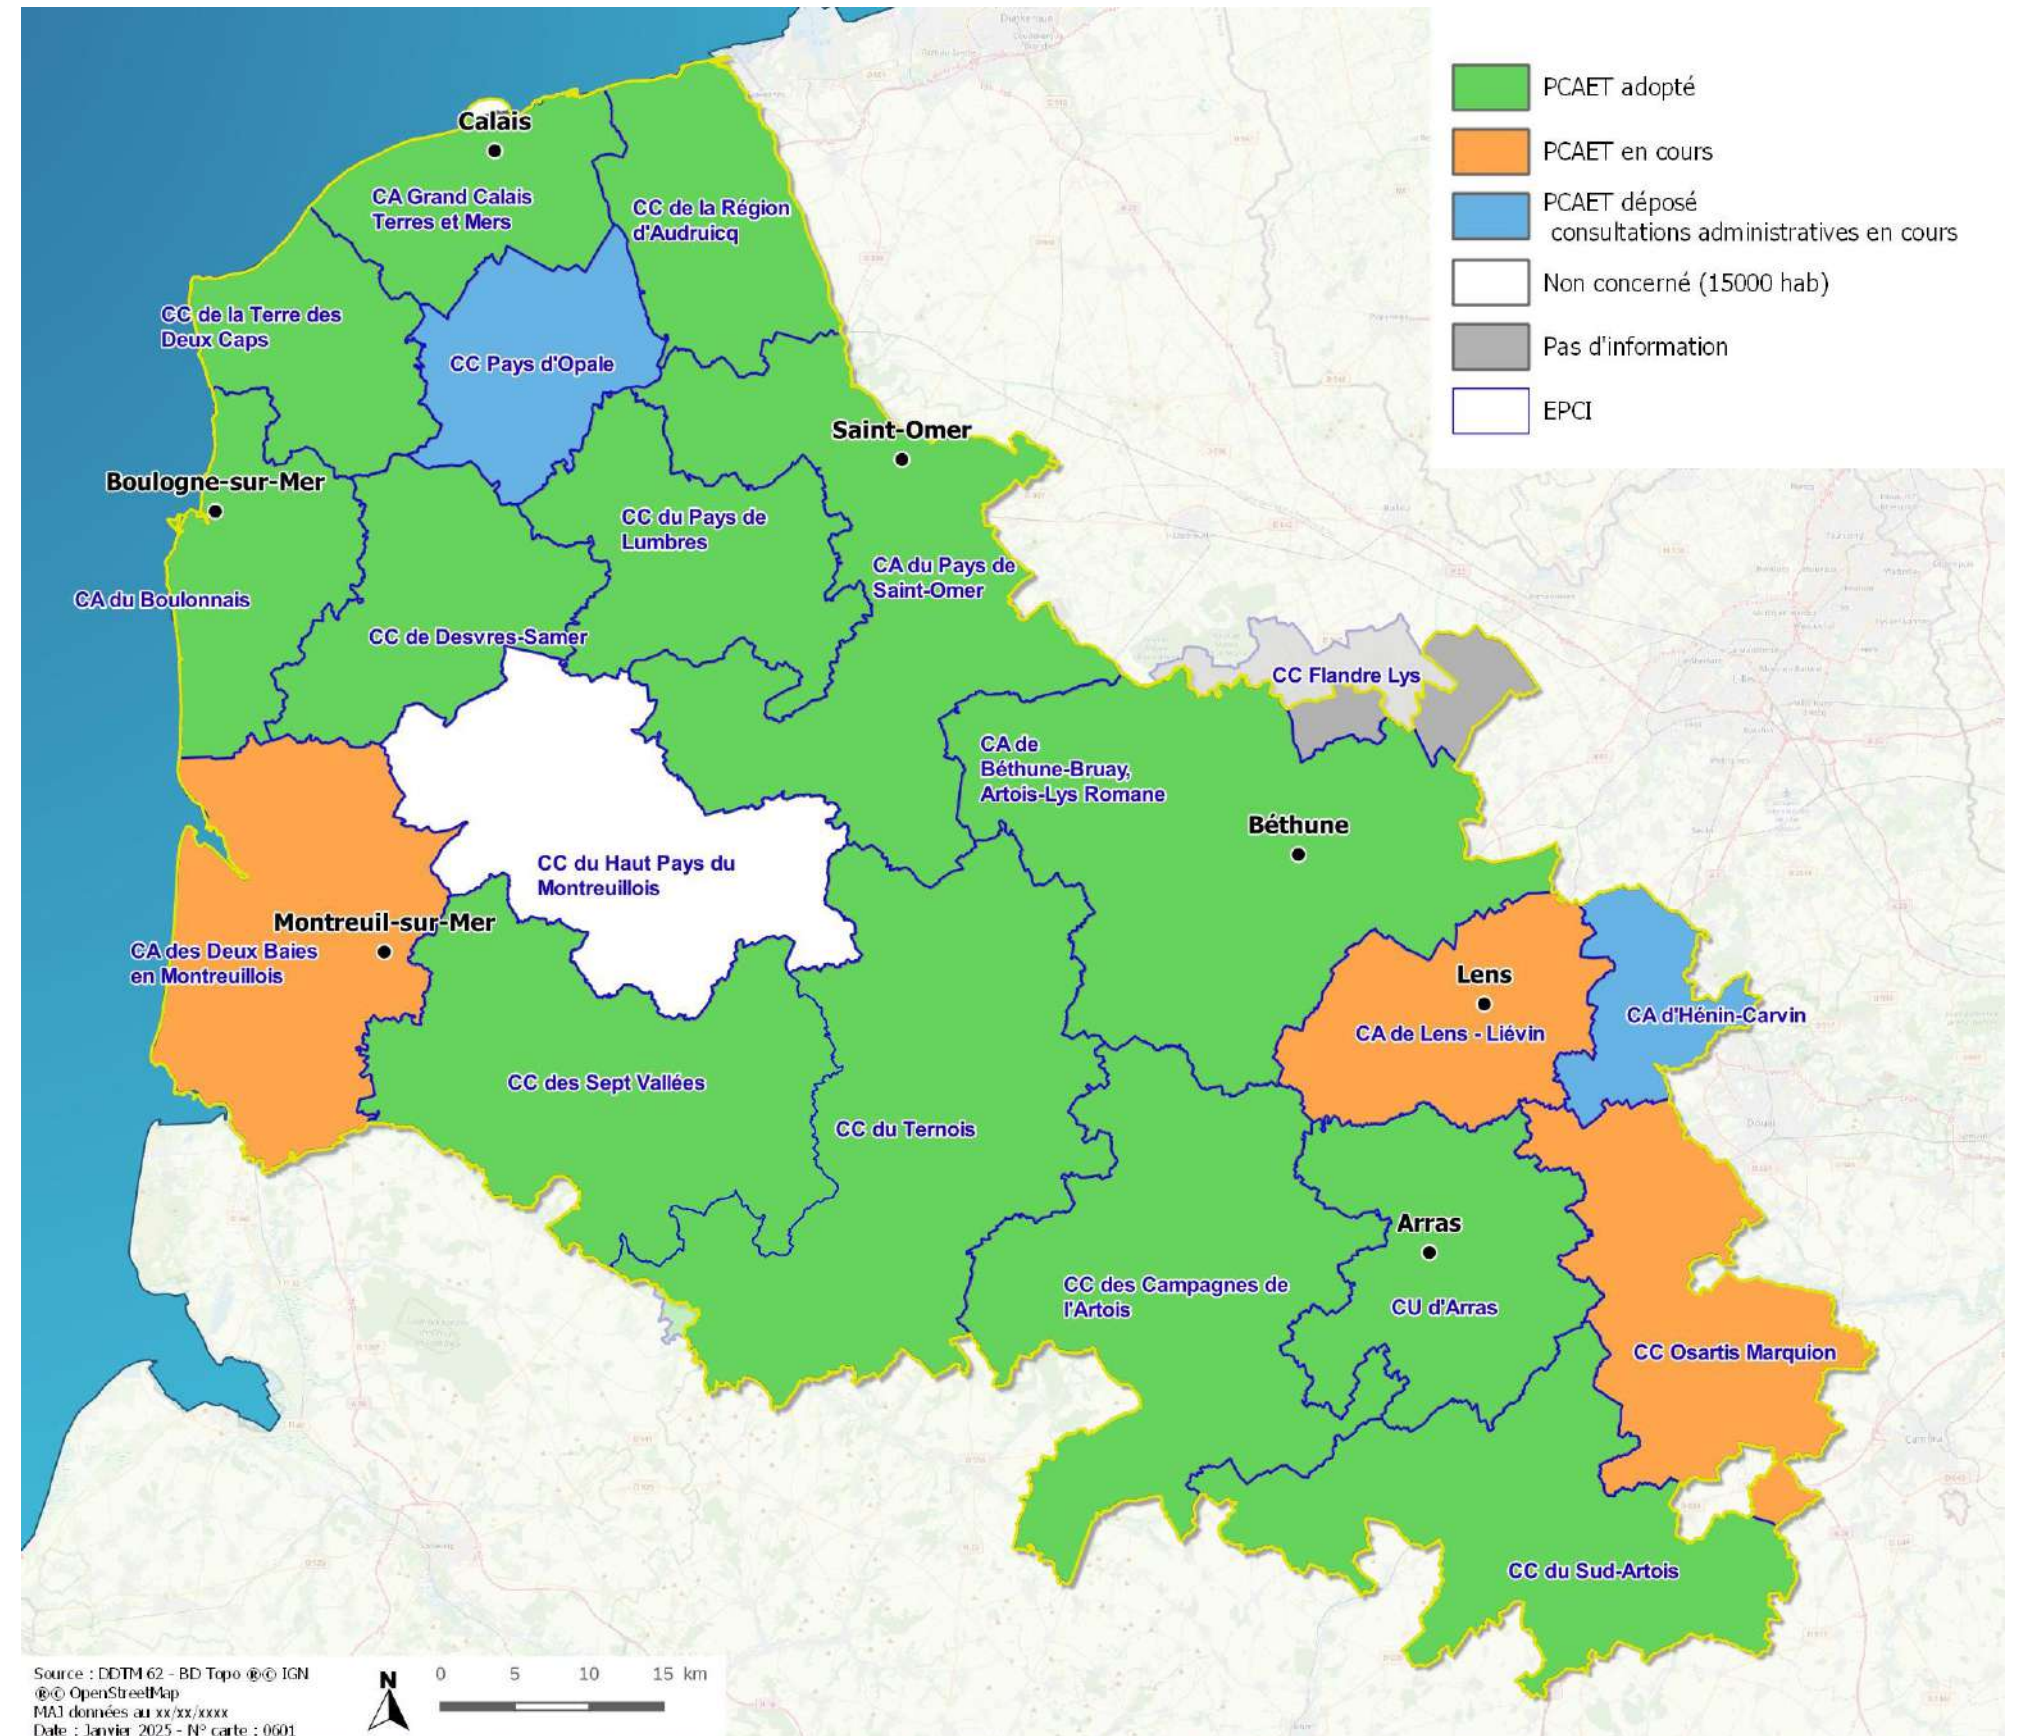 PCAET adopté
PCAET en cours
PCAET déposé
consultations administratives en cours
Non concerné (15000 hab)
Pas d'information
EPCI
Calais
CA Grand Calais
Terres et Mers
CC de la Région
d'Audruicq
CC de la Terre des
Deux Caps
CC Pays d'Opale
Saint-Omer
Boulogne-sur-Mer
CC du Pays de
Lumbres
CA du Pays de
Saint-Omer
CA du Boulonnais
CC de Desvres-Samer
CC Flandre Lys
CA de
Béthune-Bruay,
Artois-Lys Romane
Béthune
CC du Haut Pays du
Montreuillois
Montreuil-sur-Mer
CA des Deux Baies
en Montreuillois
Lens
CA de Lens - Liévin
CA d'Hénin-Carvin
CC des Sept Vallées
CC du Ternois
Arras
CC des Campagnes de
l'Artois
CU d'Arras
CC Osartis Marquion
CC du Sud-Artois
Source : DDTM 62 - BD Topo ®© IGN
®© OpenStreetMap
MAJ données au xx/xx/xxxx
Date : Janvier 2025 - N° carte : 0601
N
0 5 10 15 km